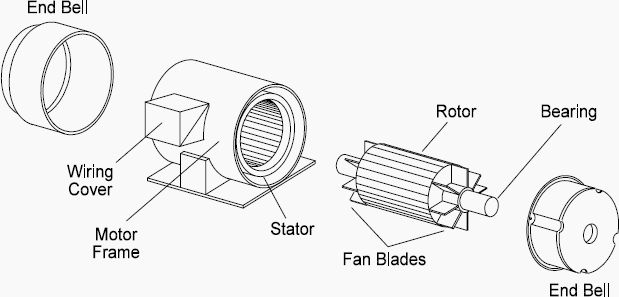 End Bell
Rotor
Bearing
Wiring
Cover
Motor
Frame
Stator
Fan Blades
End Bell